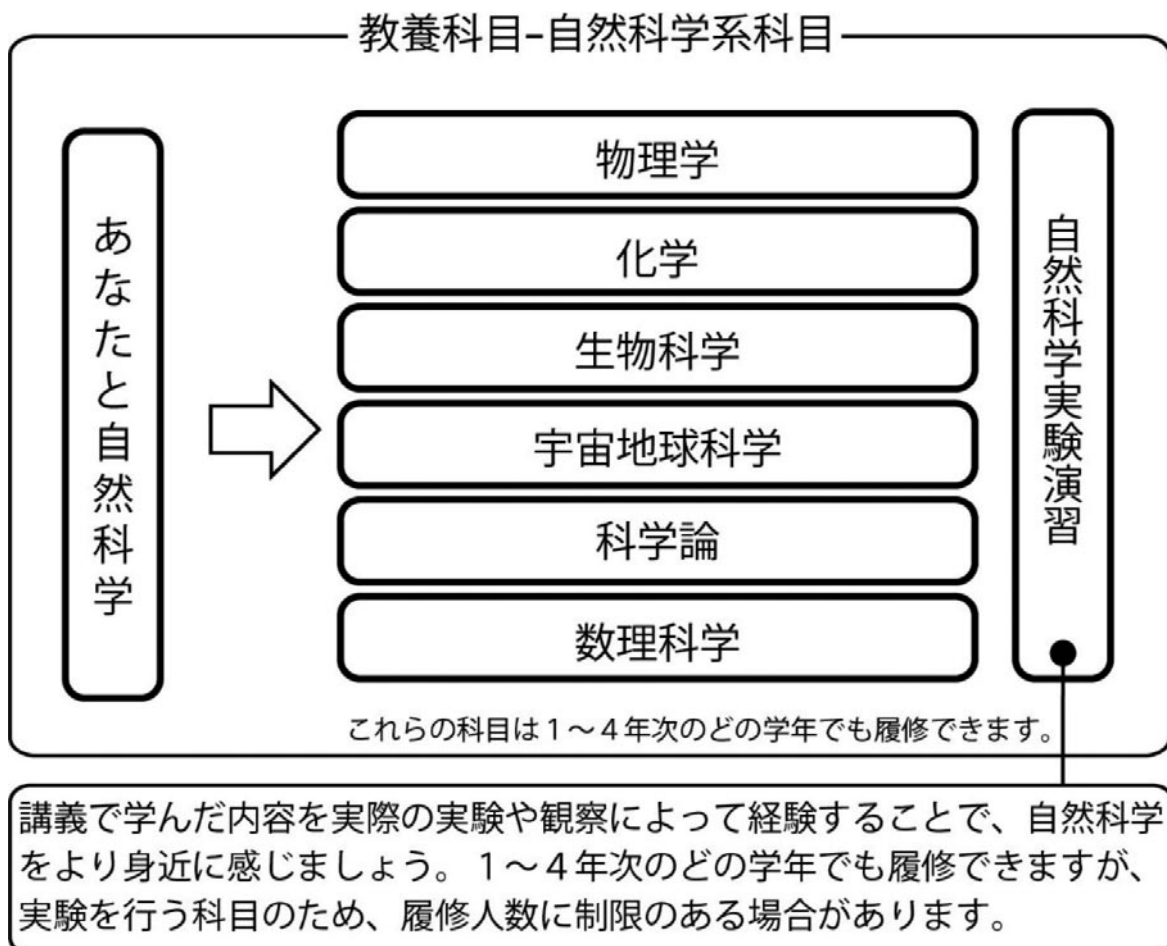 教養科目-自然科学系科目
あなたと自然科学
物理学
化学
生物科学
宇宙地球科学
科学論
数理科学
自然科学実験演習
これらの科目は１～４年次のどの学年でも履修できます。
講義で学んだ内容を実際の実験や観察によって経験することで、自然科学
をより身近に感じましょう。１～４年次のどの学年でも履修できますが、
実験を行う科目のため、履修人数に制限のある場合があります。